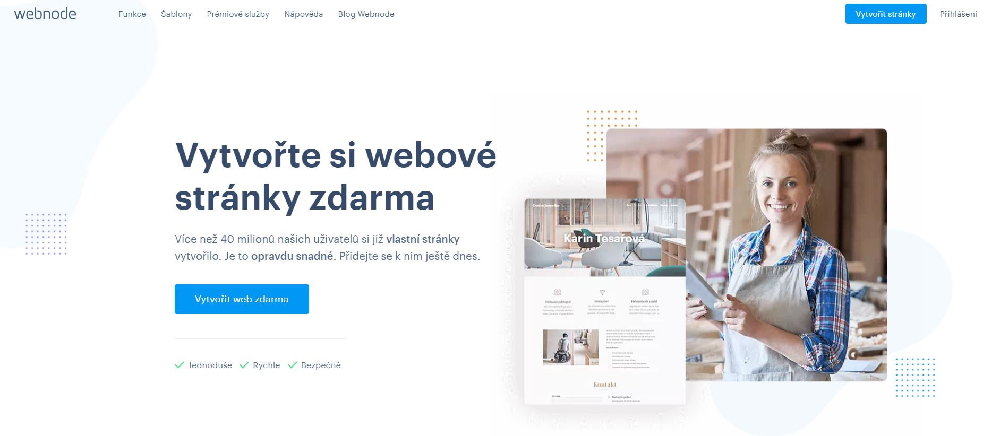 webnode
Funkce
Šablony
Prémiové služby
Nápověda
Blog Webnode
Vytvořit stránky
Přihlášení
Vytvořte si webové
stránky zdarma
Více než 40 milionů našich uživatelů si již vlastní stránky
vytvořilo. Je to opravdu snadné. Přidejte se k nim ještě dnes.
Vytvořit web zdarma
Jednoduše
Rychle
Bezpečně
Karin Tesařová
Kontakt